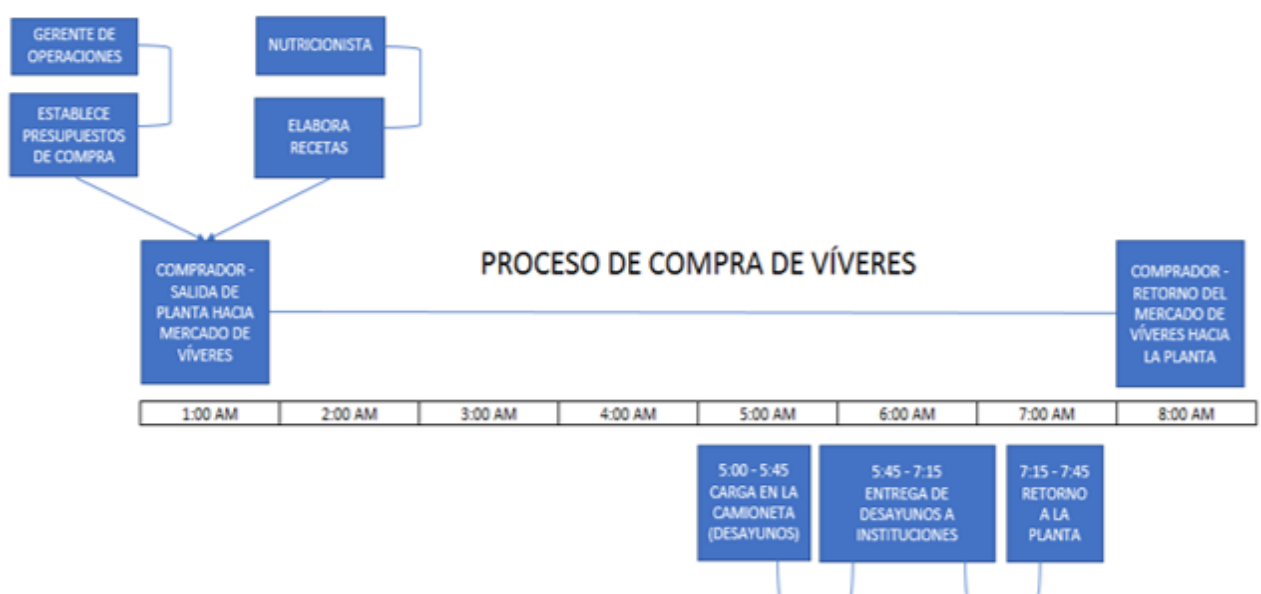 GERENTE DE
OPERACIONES
NUTRICIONISTA
ESTABLECE
PRESUPUESTOS
DE COMPRA
ELABORA
RECETAS
PROCESO DE COMPRA DE VÍVERES
COMPRADOR -
SALIDA DE
PLANTA HACIA
MERCADO DE
VÍVERES
COMPRADOR -
RETORNO DEL
MERCADO DE
VÍVERES HACIA
LA PLANTA
1:00 AM 2:00 AM 3:00 AM 4:00 AM 5:00 AM 6:00 AM 7:00 AM 8:00 AM
5:00 - 5:45
CARGA EN LA
CAMIONETA
(DESAYUNOS)
5:45 - 7:15
ENTREGA DE
DESAYUNOS A
INSTITUCIONES
7:15 - 7:45
RETORNO
A LA
PLANTA